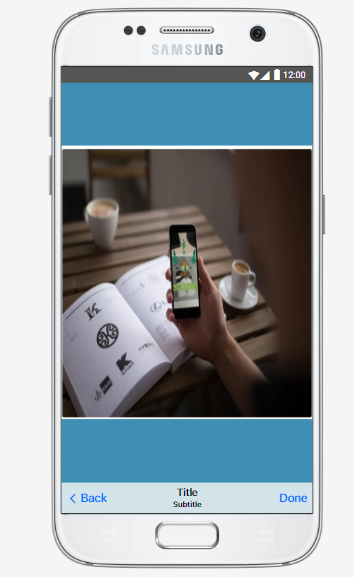 SAMSUNG
12:00
K
K
Back
Title
Subtitle
Done